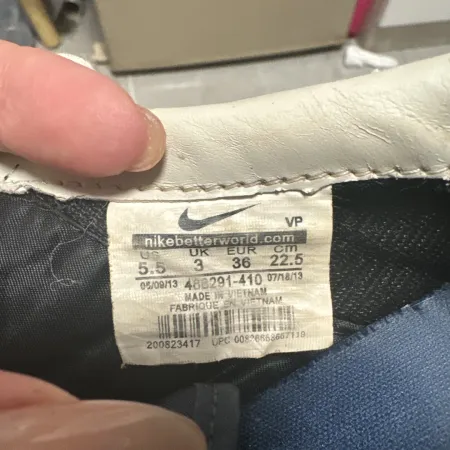 VP
nikebetterworld.com
US UK EUR cm
5.5 3 36 22.5
05/09/13 488291-410 07/18/13
MADE IN VIETNAM
FABRIQUE VIETNAM
200823417 UPC